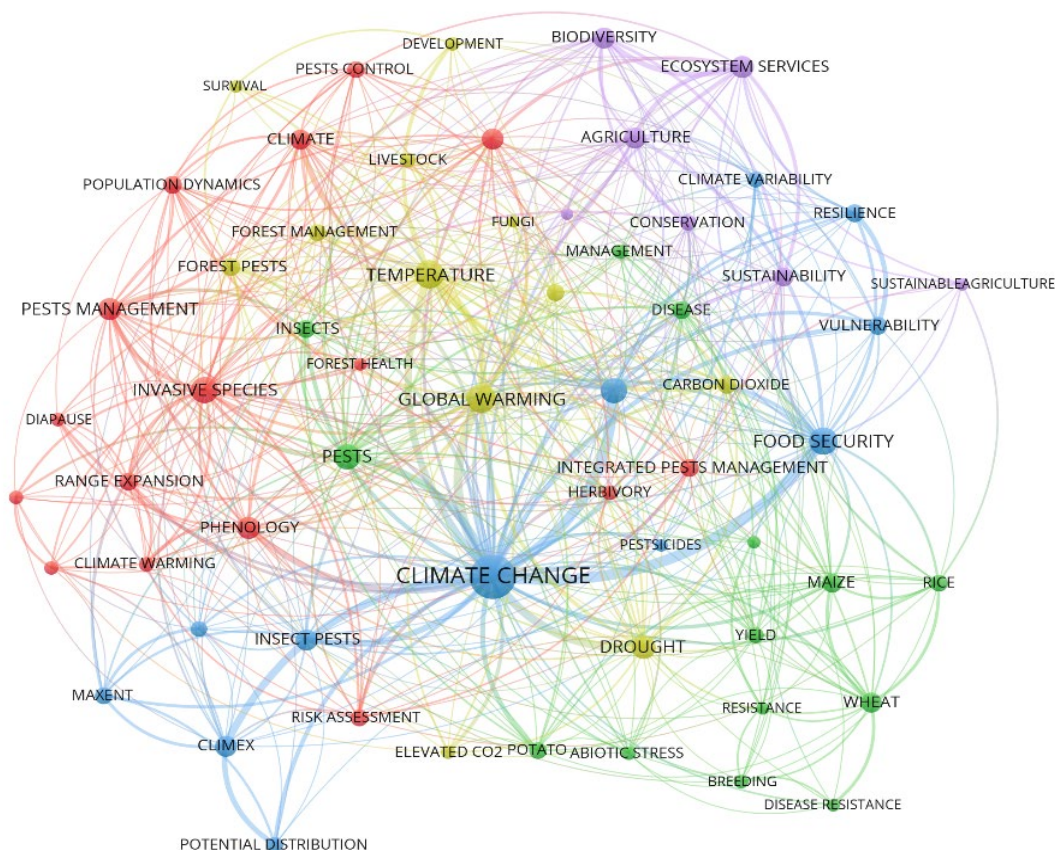 BIODIVERSITY
DEVELOPMENT
ECOSYSTEM SERVICES
PESTS CONTROL
SURVIVAL
CLIMATE
AGRICULTURE
LIVESTOCK
CLIMATE VARIABILITY
POPULATION DYNAMICS
RESILIENCE
FUNGI
CONSERVATION
FOREST MANAGEMENT
MANAGEMENT
FOREST PESTS
TEMPERATURE
SUSTAINABILITY
SUSTAINABLEAGRICULTURE
PESTS MANAGEMENT
DISEASE
INSECTS
VULNERABILITY
FOREST HEALTH
INVASIVE SPECIES
CARBON DIOXIDE
GLOBAL WARMING
DIAPAUSE
FOOD SECURITY
PESTS
INTEGRATED PESTS MANAGEMENT
RANGE EXPANSION
HERBIVORY
PHENOLOGY
PESTSICIDES
CLIMATE WARMING
CLIMATE CHANGE
MAIZE
RICE
INSECT PESTS
YIELD
DROUGHT
MAXENT
WHEAT
RESISTANCE
RISK ASSESSMENT
CLIMEX
ELEVATED CO2
POTATO
ABIOTIC STRESS
BREEDING
DISEASE RESISTANCE
POTENTIAL DISTRIBUTION